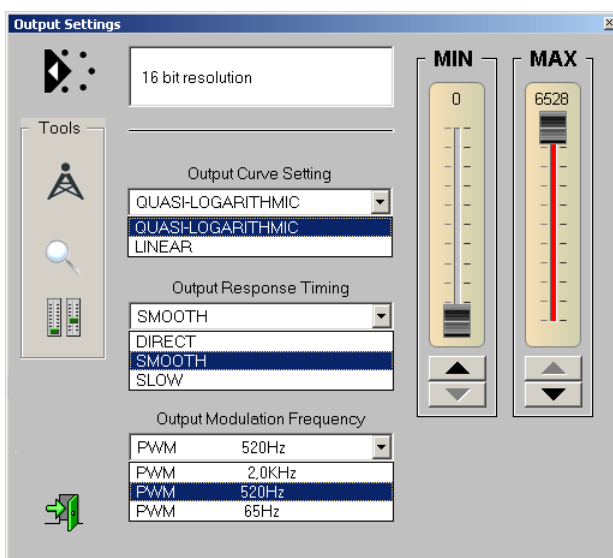 Output Settings
16 bit resolution
MIN
MAX
0
6528
Tools
Output Curve Setting
QUASI-LOGARITHMIC
QUASI-LOGARITHMIC
LINEAR
Output Response Timing
SMOOTH
DIRECT
SMOOTH
SLOW
Output Modulation Frequency
PWM 520Hz
PWM 2,0KHz
PWM 520Hz
PWM 65Hz